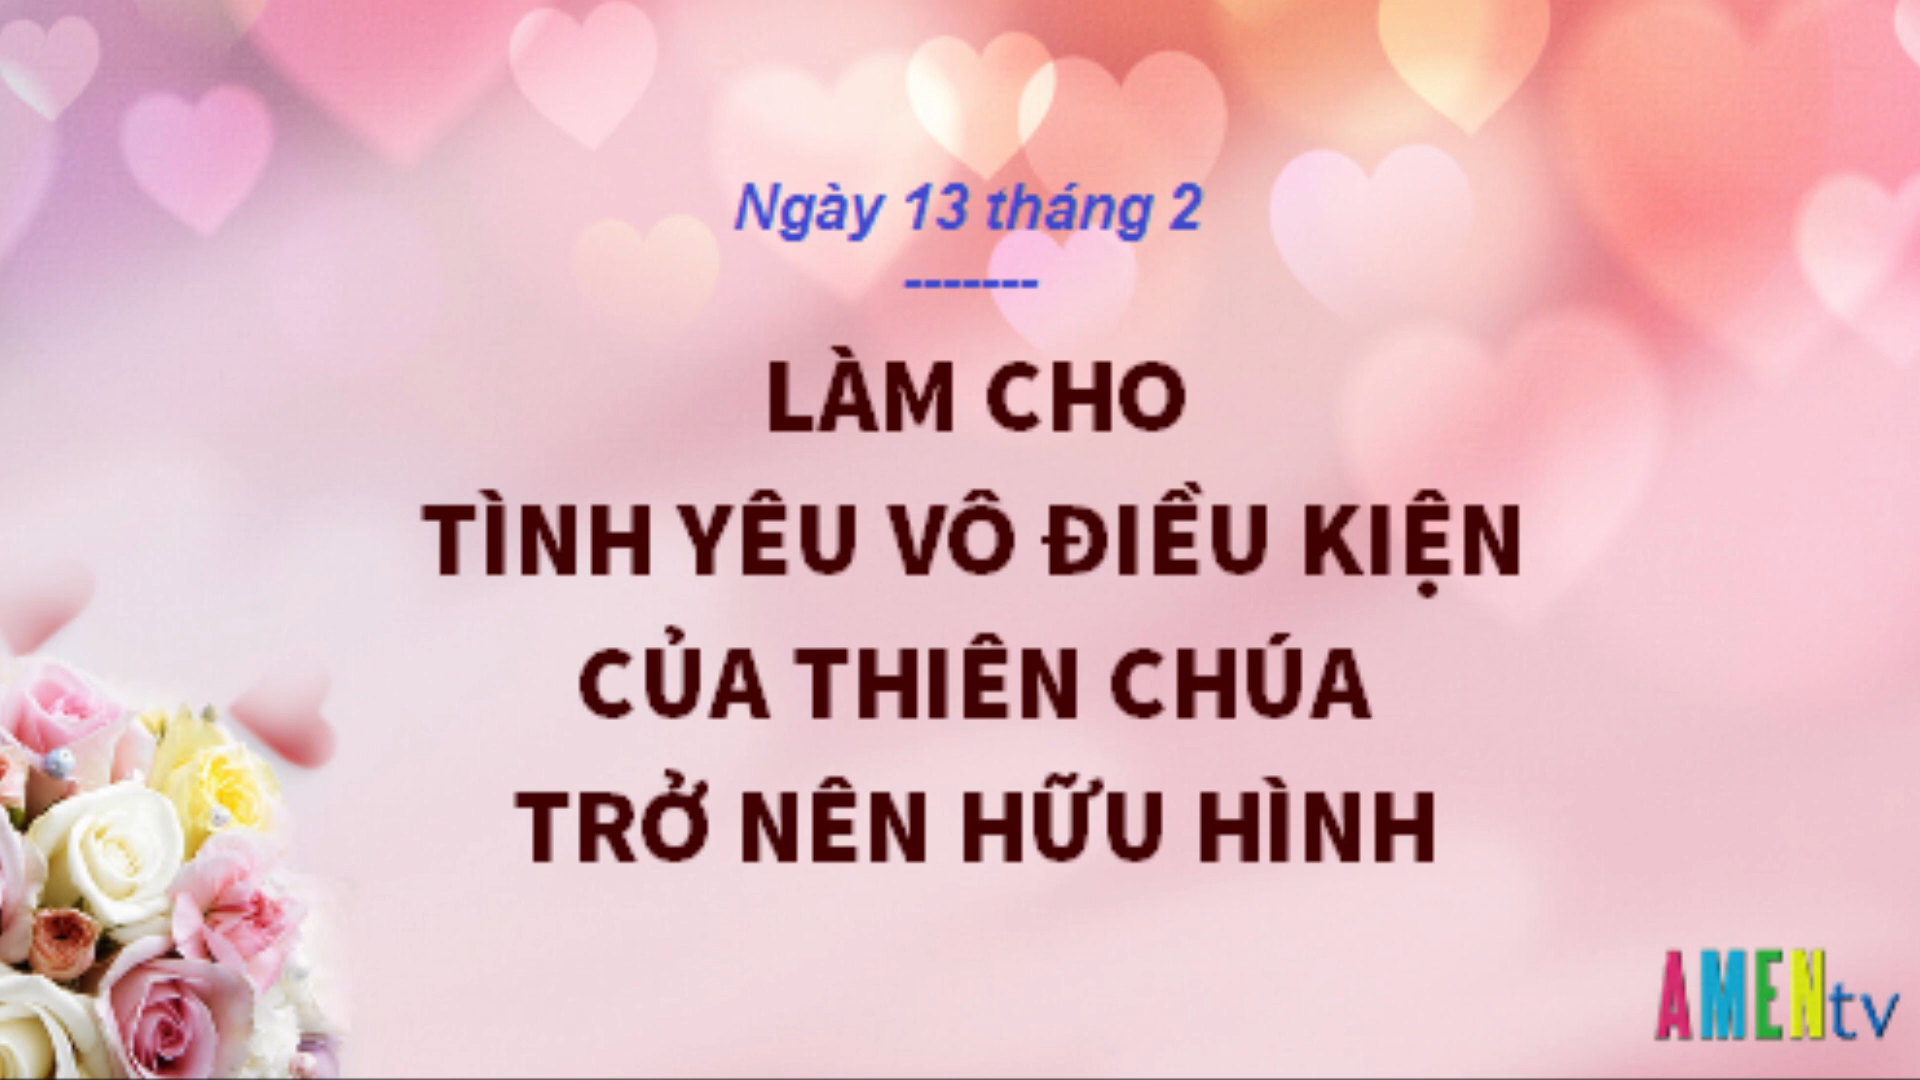 Ngày 13 tháng 2
-------
LÀM CHO
TÌNH YÊU VÔ ĐIỀU KIỆN
CỦA THIÊN CHÚA
TRỞ NÊN HỮU HÌNH
AMENtv